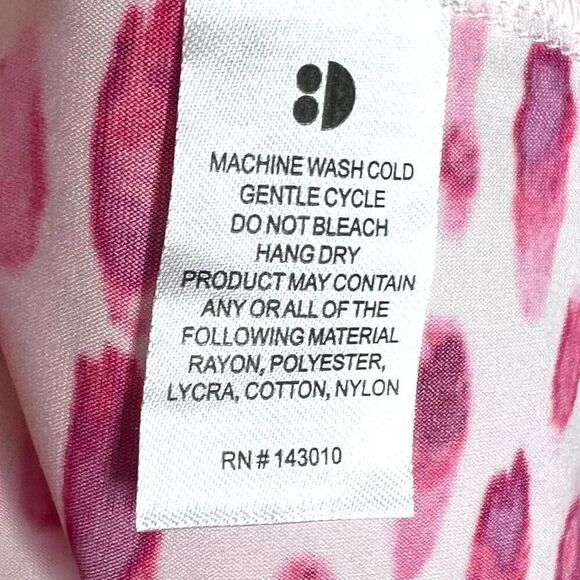 MACHINE WASH COLD
GENTLE CYCLE
DO NOT BLEACH
HANG DRY
PRODUCT MAY CONTAIN
ANY OR ALL OF THE
FOLLOWING MATERIAL
RAYON, POLYESTER,
LYCRA, COTTON, NYLON
RN # 143010